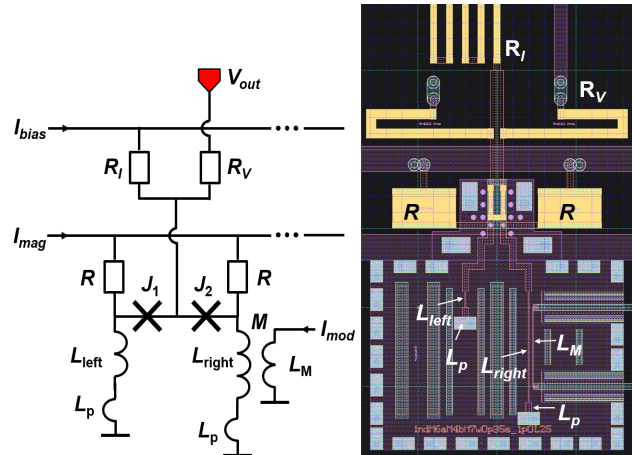 V_out
I_bias
R_I
R_V
I_mag
R
J_1
J_2
R
M
I_mod
L_left
L_right
L_M
L_p
L_p
R_I
R_V
R
R
L_left
L_p
L_right
L_M
L_p
IndM6aM4bM7w0p35s_1p0L25